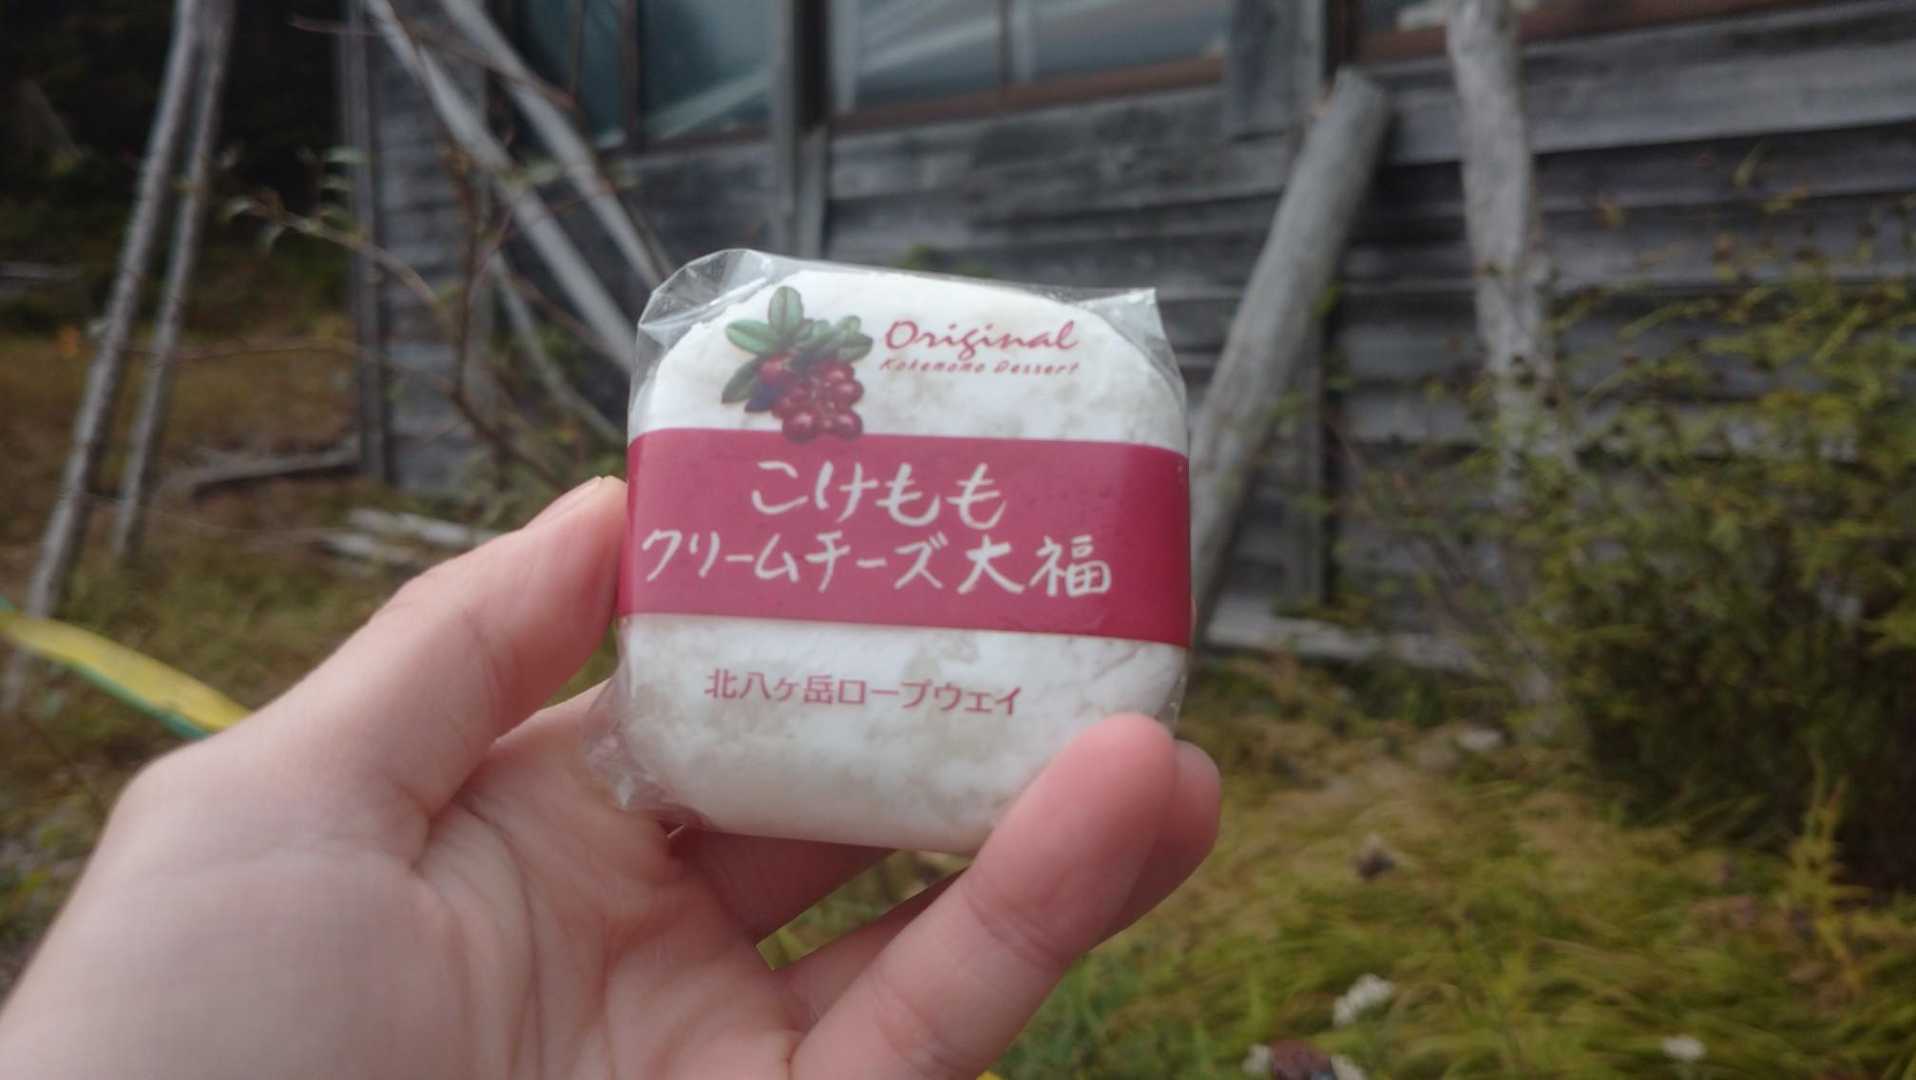 Original
Kokemomo Dessert
こけもも
クリームチーズ大福
北八ヶ岳ロープウェイ